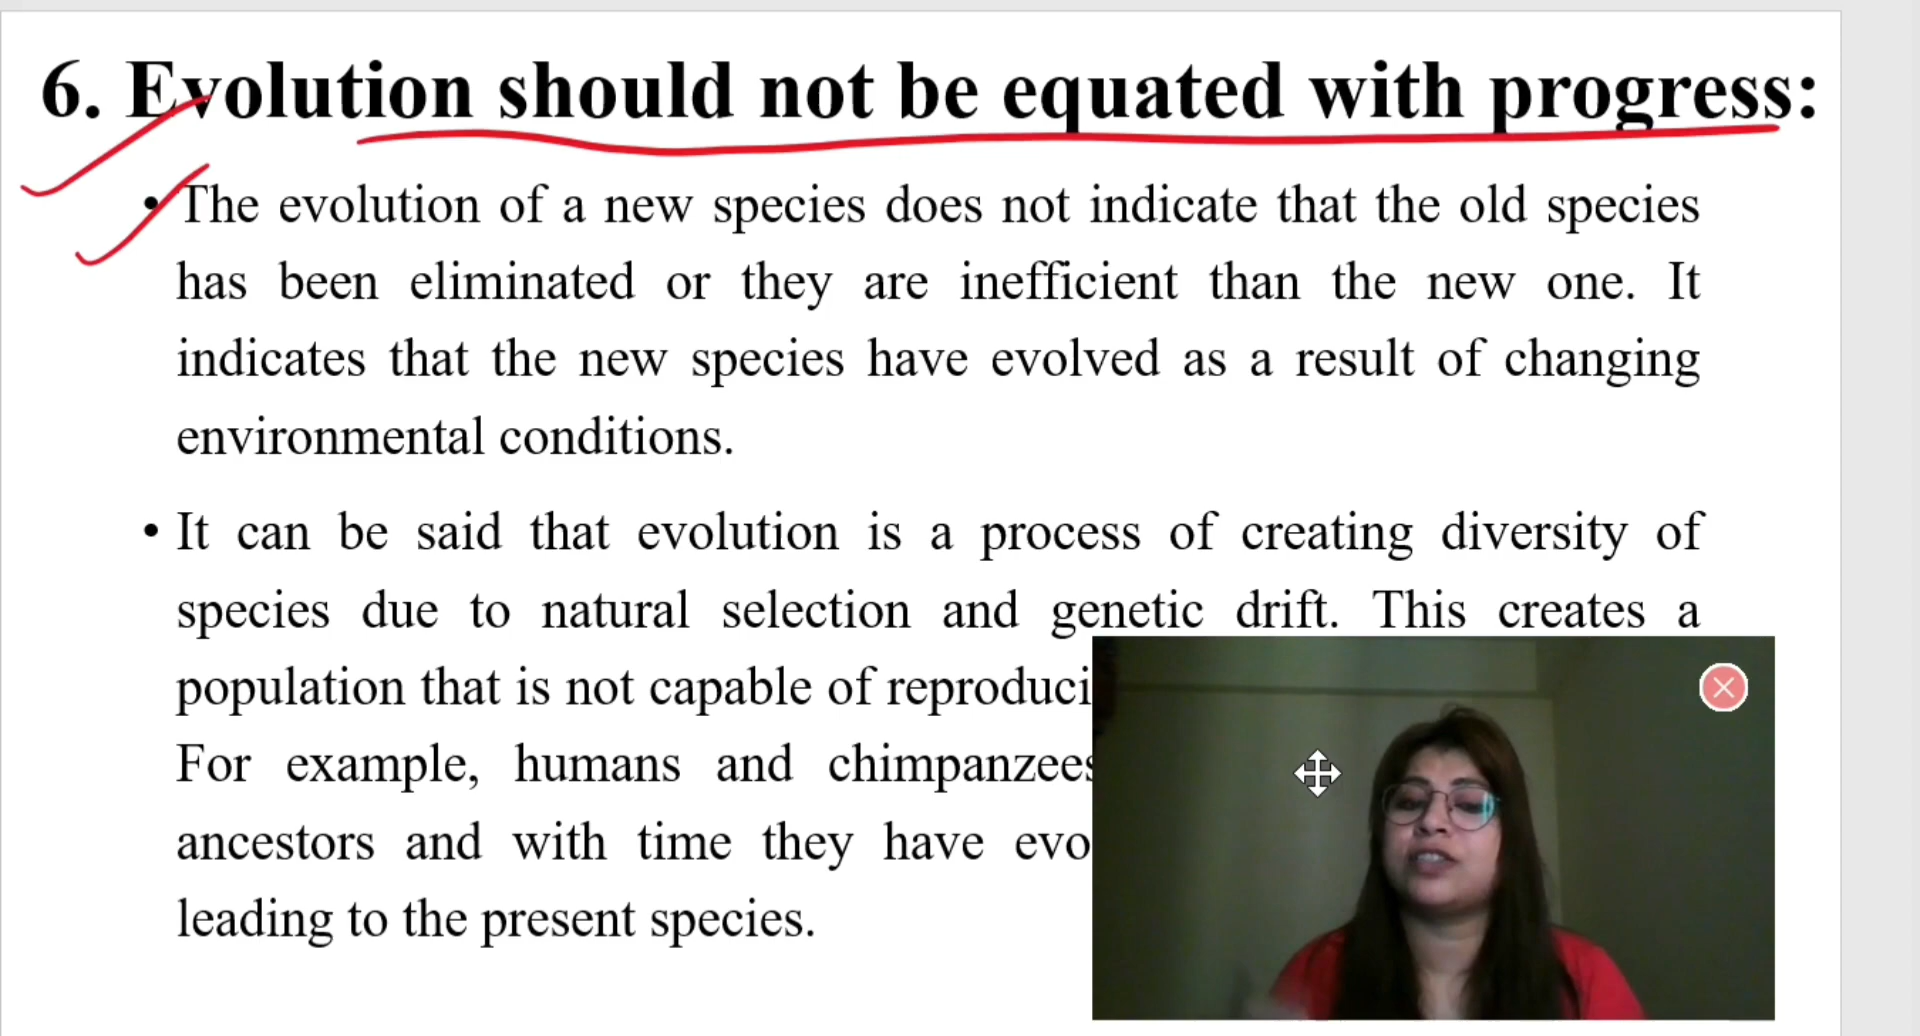 6. Evolution should not be equated with progress:
• The evolution of a new species does not indicate that the old species
has been eliminated or they are inefficient than the new one. It
indicates that the new species have evolved as a result of changing
environmental conditions.
• It can be said that evolution is a process of creating diversity of
species due to natural selection and genetic drift. This creates a
population that is not capable of
For example, humans and chimpanzees
ancestors and with time they have
leading to the present species.